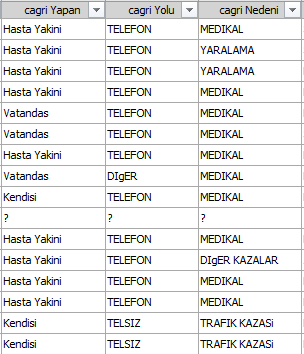 cagri Yapan cagri Yolu cagri Nedeni
Hasta Yakini TELEFON MEDIKAL
Hasta Yakini TELEFON YARALAMA
Hasta Yakini TELEFON YARALAMA
Hasta Yakini TELEFON MEDIKAL
Vatandas TELEFON MEDIKAL
Vatandas TELEFON MEDIKAL
Hasta Yakini TELEFON MEDIKAL
Vatandas DIgER MEDIKAL
Kendisi TELEFON MEDIKAL
? ? ?
Hasta Yakini TELEFON MEDIKAL
Hasta Yakini TELEFON DIgER KAZALAR
Hasta Yakini TELEFON MEDIKAL
Hasta Yakini TELEFON MEDIKAL
Kendisi TELSIZ TRAFIK KAZASi
Kendisi TELSIZ TRAFIK KAZASi